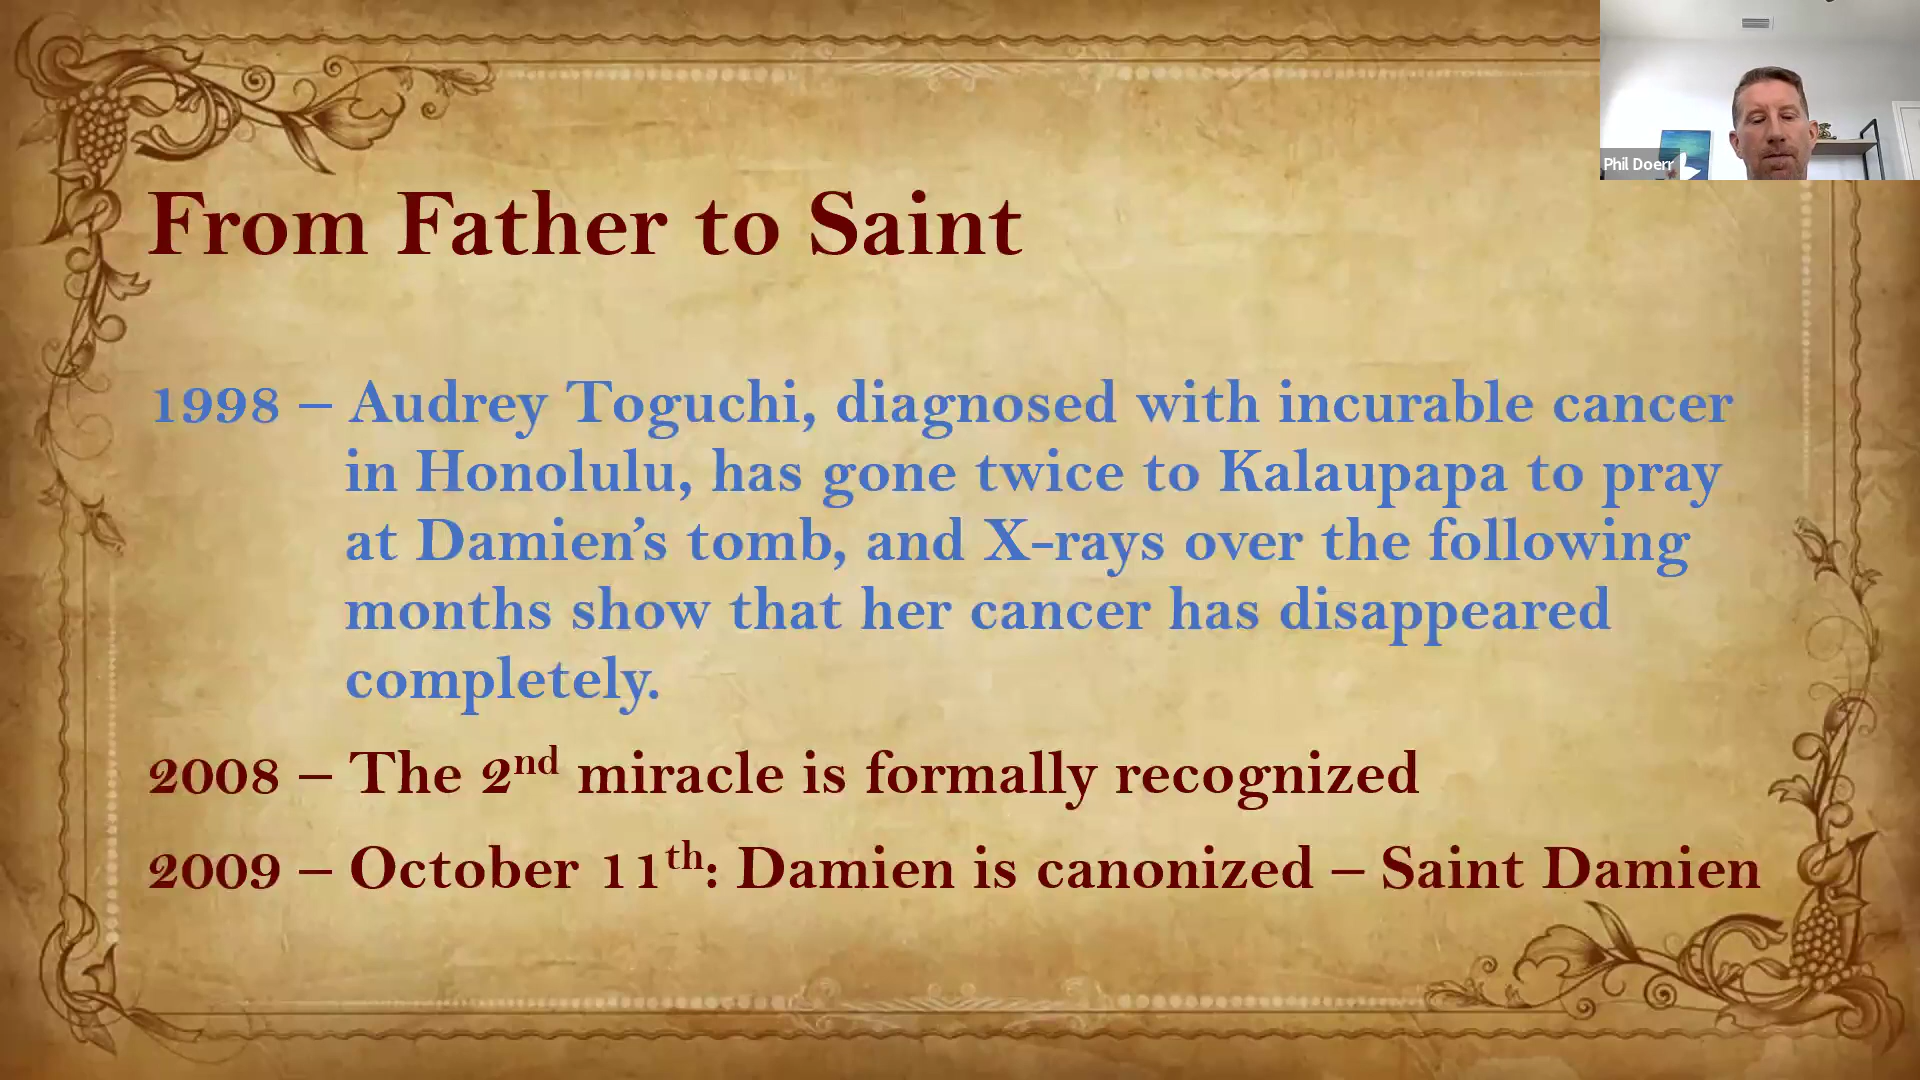 Phil Doerr
From Father to Saint
1998 – Audrey Toguchi, diagnosed with incurable cancer
in Honolulu, has gone twice to Kalaupapa to pray
at Damien’s tomb, and X-rays over the following
months show that her cancer has disappeared
completely.
2008 – The 2nd miracle is formally recognized
2009 – October 11th: Damien is canonized – Saint Damien